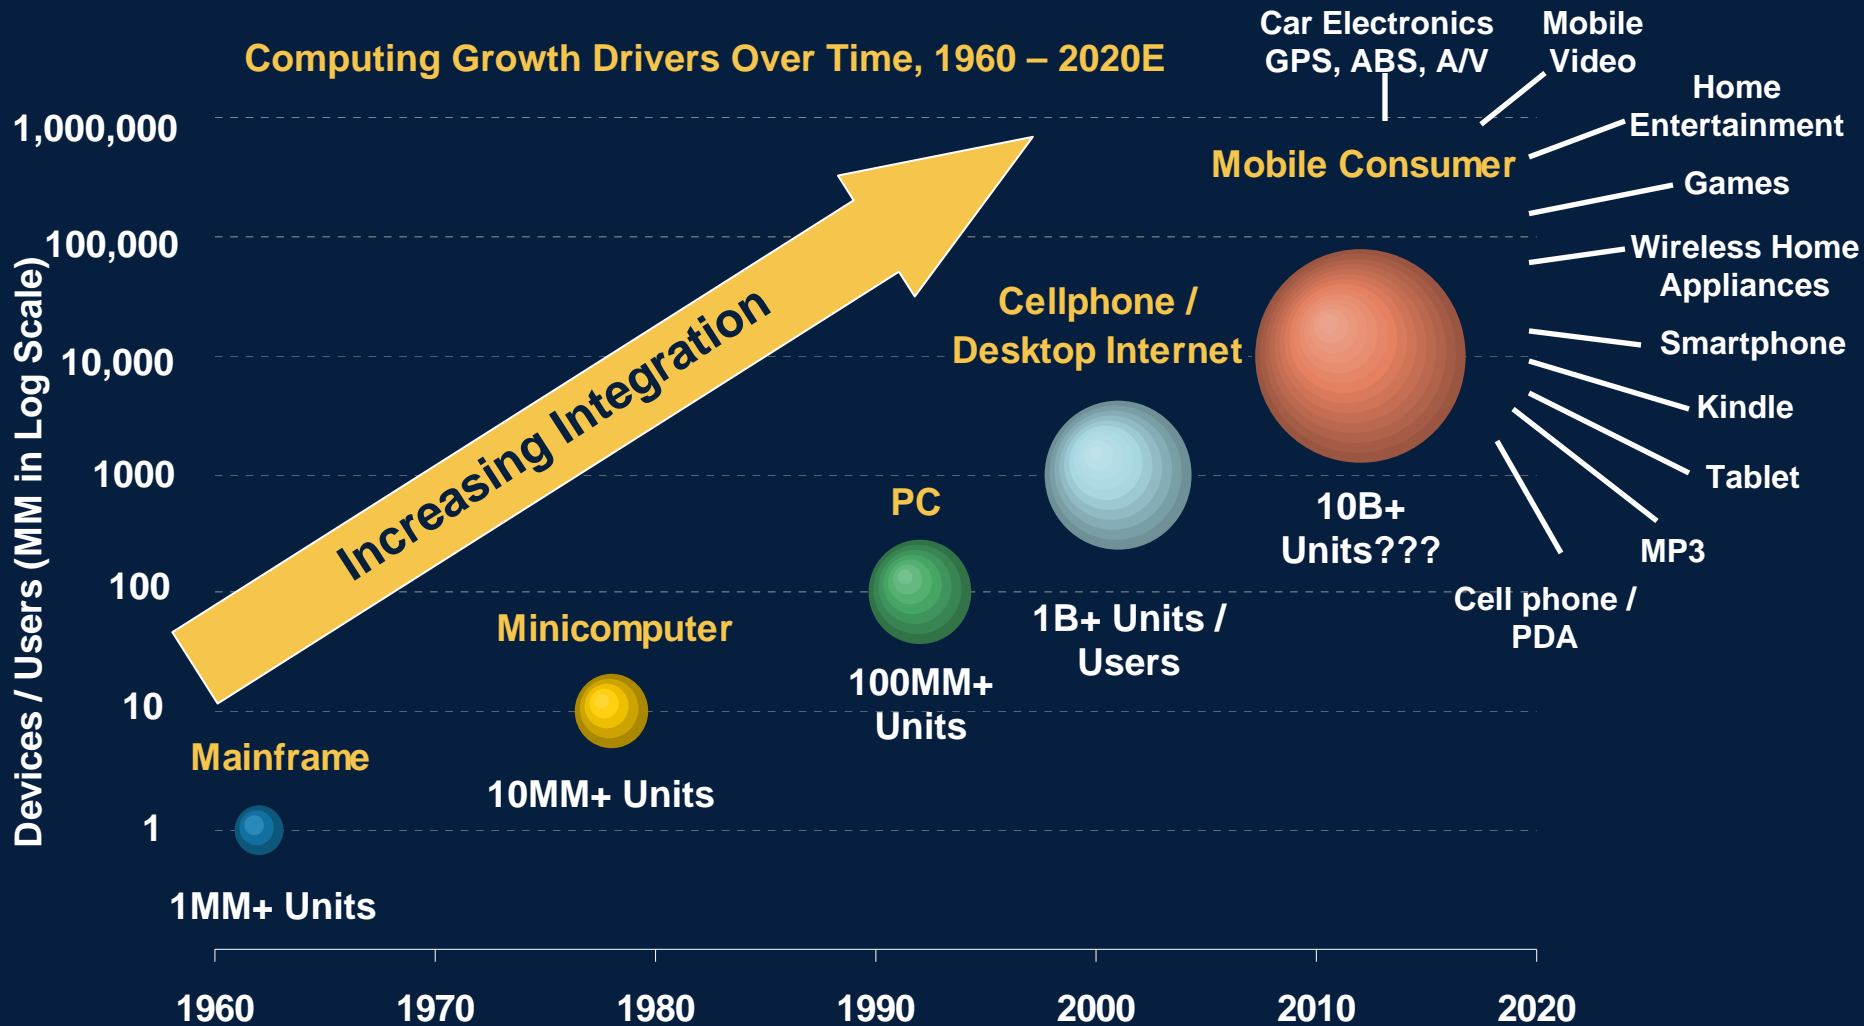 Computing Growth Drivers Over Time, 1960 – 2020E
Car Electronics
GPS, ABS, A/V
Mobile
Video
Home
Entertainment
Games
Wireless Home
Appliances
Smartphone
Kindle
Tablet
MP3
Cell phone /
PDA
Devices / Users (MM in Log Scale)
1,000,000
100,000
10,000
1000
100
10
1
Increasing Integration
Mobile Consumer
10B+
Units???
Cellphone /
Desktop Internet
1B+ Units /
Users
PC
100MM+
Units
Minicomputer
10MM+ Units
Mainframe
1MM+ Units
1960
1970
1980
1990
2000
2010
2020